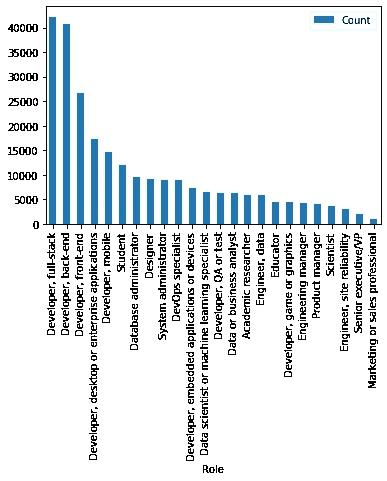 Count
40000
35000
30000
25000
20000
15000
10000
5000
0
Developer, full-stack
Developer, back-end
Developer, front-end
Developer, desktop or enterprise applications
Developer, mobile
Student
Database administrator
Designer
System administrator
DevOps specialist
Developer, embedded applications or devices
Data scientist or machine learning specialist
Developer, QA or test
Data or business analyst
Academic researcher
Engineer, data
Educator
Developer, game or graphics
Engineering manager
Product manager
Scientist
Engineer, site reliability
Senior executive/VP
Marketing or sales professional
Role